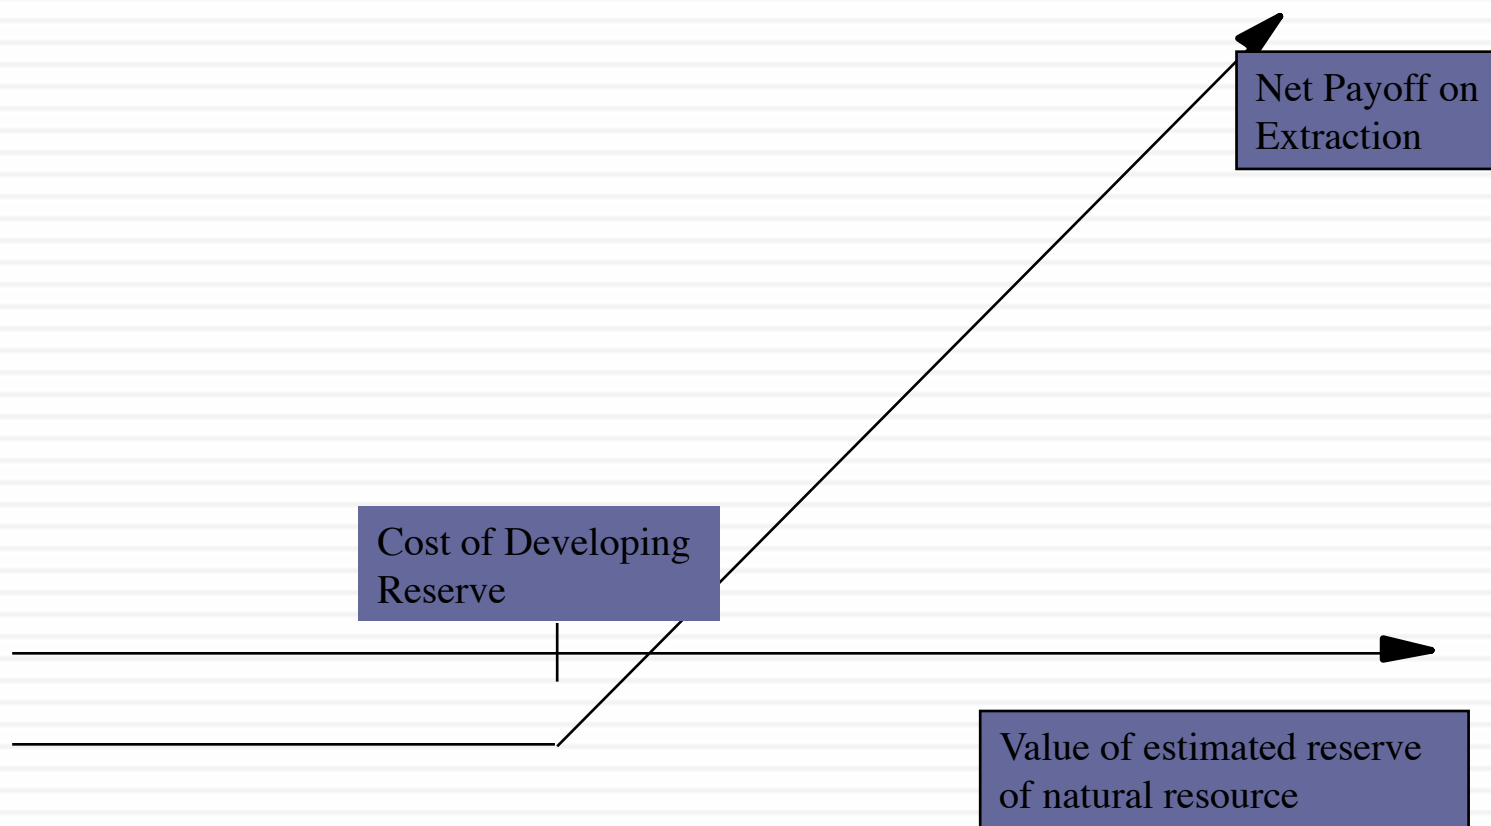 Net Payoff on
Extraction
Cost of Developing
Reserve
Value of estimated reserve
of natural resource